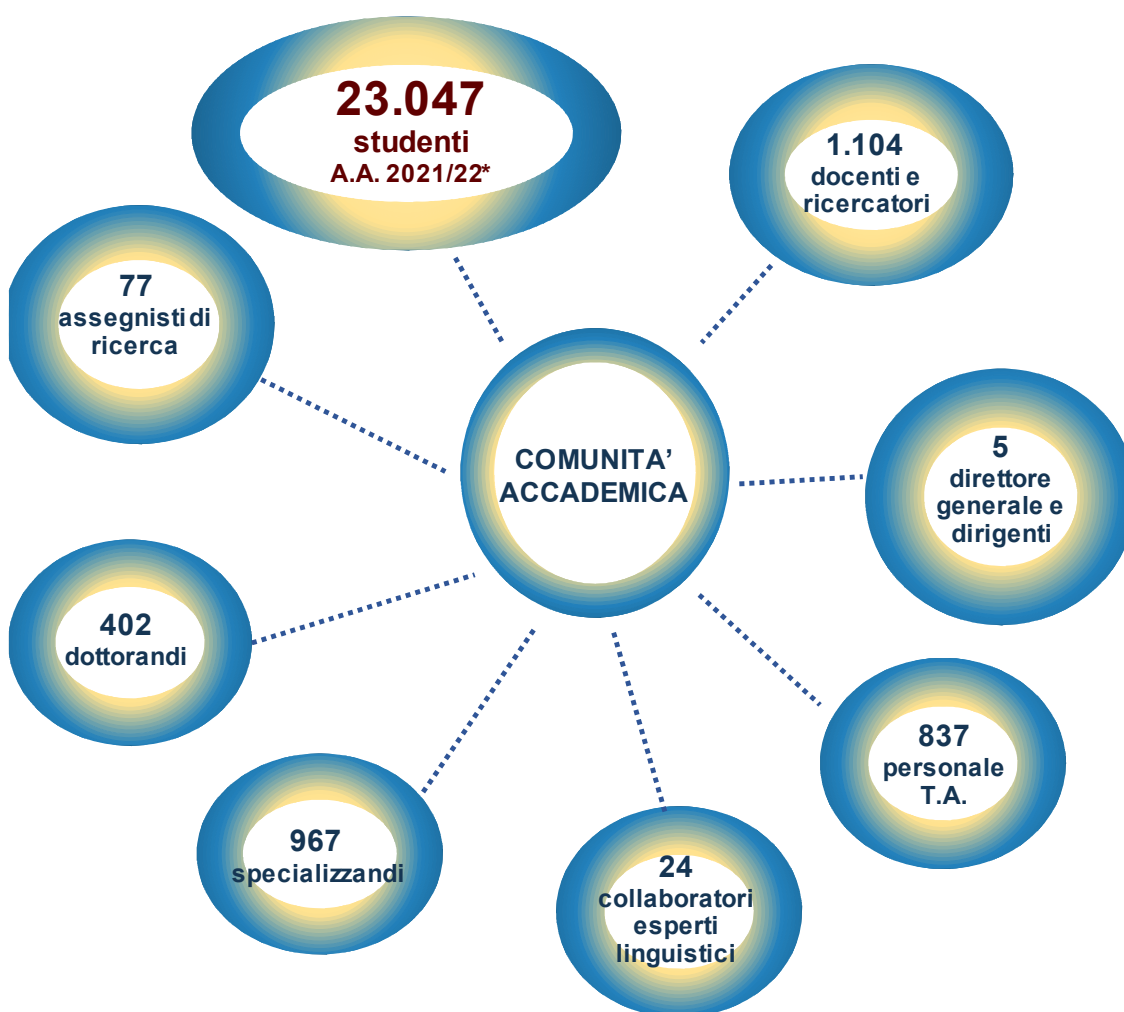 23.047
studenti
A.A. 2021/22*
1.104
docenti e
ricercatori
77
assegnisti di
ricerca
COMUNITA’
ACCADEMICA
5
direttore
generale e
dirigenti
402
dottorandi
837
personale
T.A.
967
specializzandi
24
collaboratori
esperti
linguistici